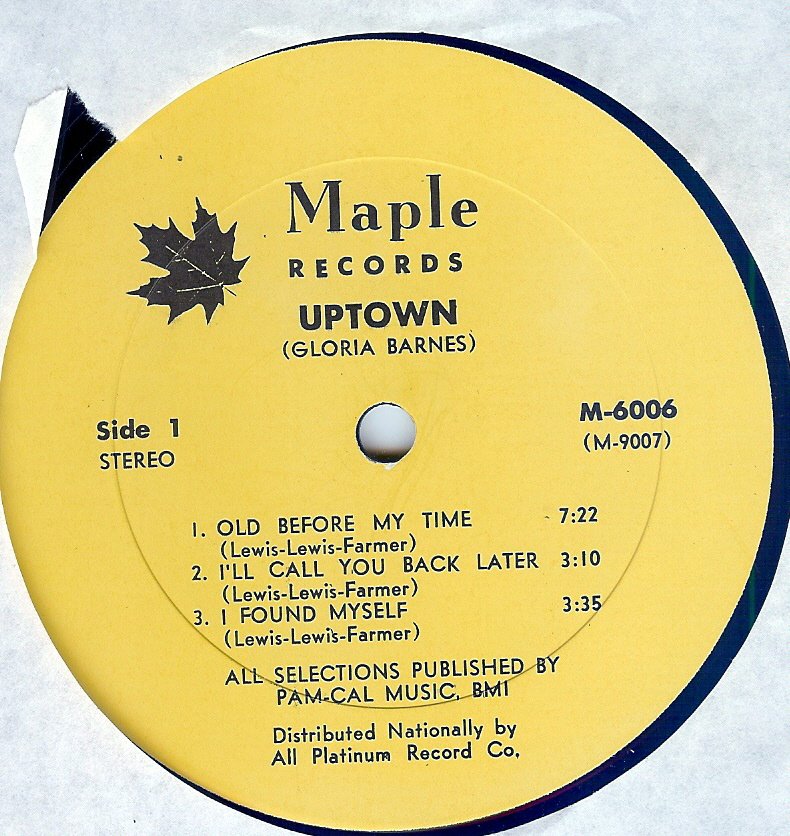 Maple
RECORDS
UPTOWN
(GLORIA BARNES)
Side 1
STEREO
M-6006
(M-9007)
1. OLD BEFORE MY TIME 7:22
(Lewis-Lewis-Farmer)
2. I'LL CALL YOU BACK LATER 3:10
(Lewis-Lewis-Farmer)
3. I FOUND MYSELF 3:35
(Lewis-Lewis-Farmer)
ALL SELECTIONS PUBLISHED BY
PAM-CAL MUSIC, BMI
Distributed Nationally by
All Platinum Record Co.